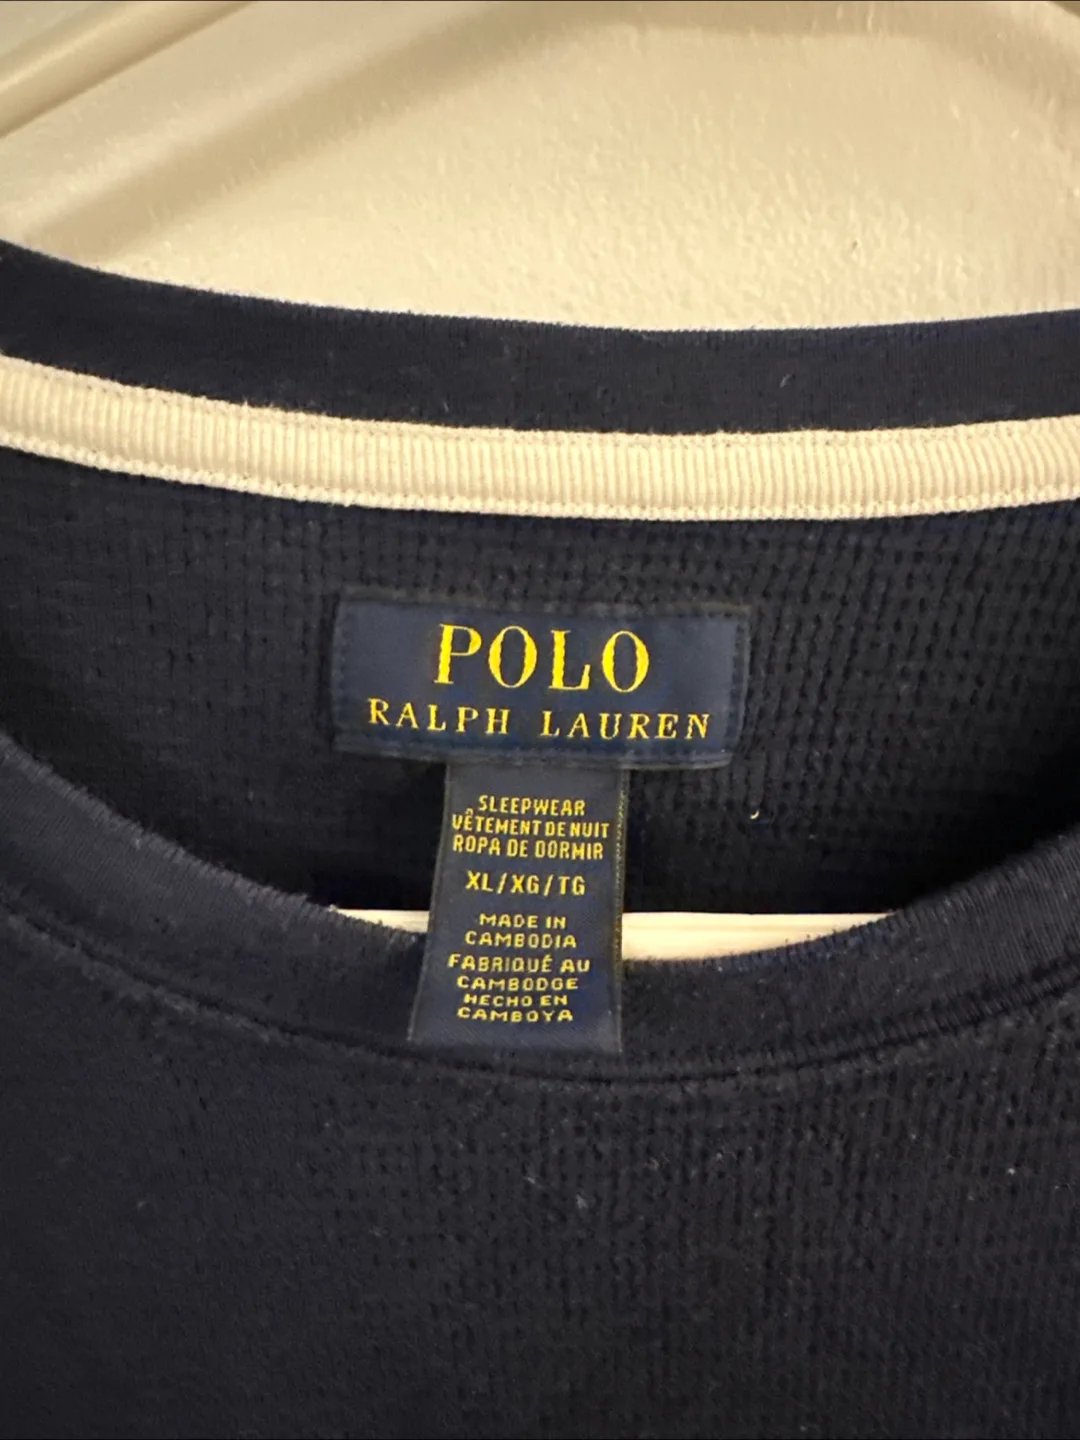 POLO
RALPH LAUREN
SLEEPWEAR
VÊTEMENT DE NUIT
ROPA DE DORMIR
XL/XG/TG
MADE IN
CAMBODIA
FABRIQUÉ AU
CAMBODGE
HECHO EN
CAMBOYA